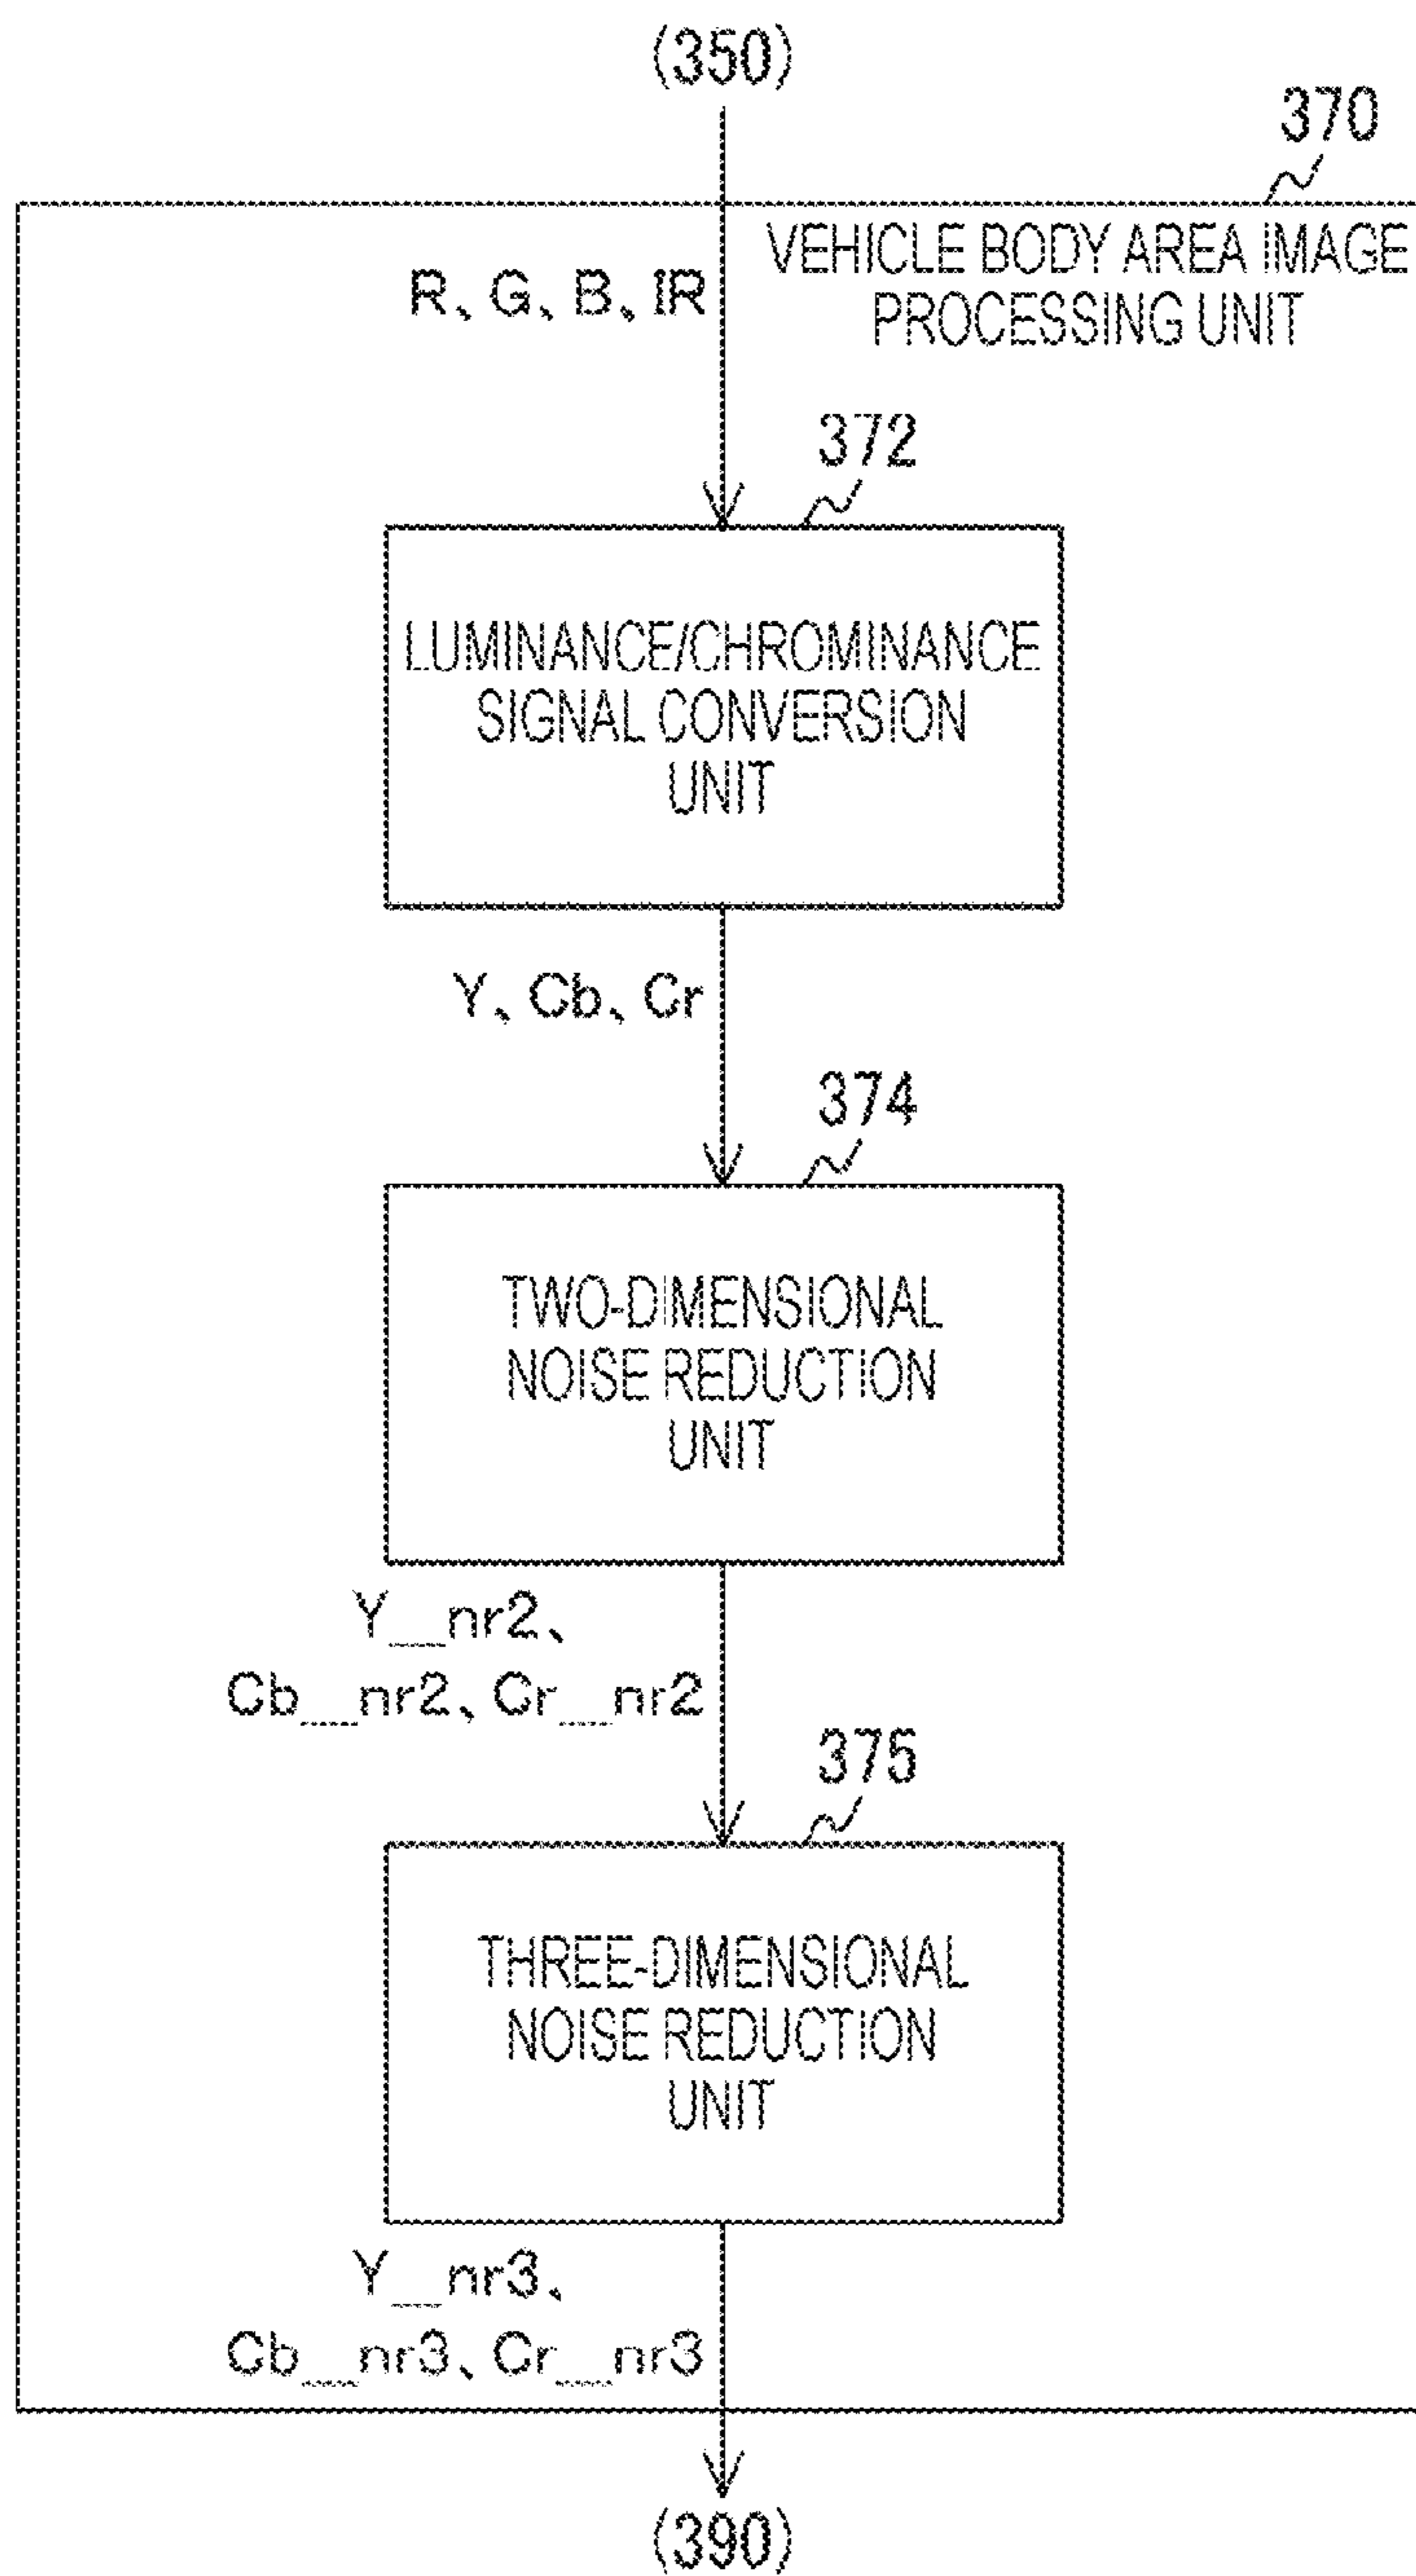 (350)
370
VEHICLE BODY AREA IMAGE
PROCESSING UNIT
R、G、B、IR
372
LUMINANCE/CHROMINANCE
SIGNAL CONVERSION
UNIT
Y、Cb、Cr
374
TWO-DIMENSIONAL
NOISE REDUCTION
UNIT
Y__nr2、
Cb__nr2、Cr__nr2
375
THREE-DIMENSIONAL
NOISE REDUCTION
UNIT
Y__nr3、
Cb__nr3、Cr__nr3
(390)